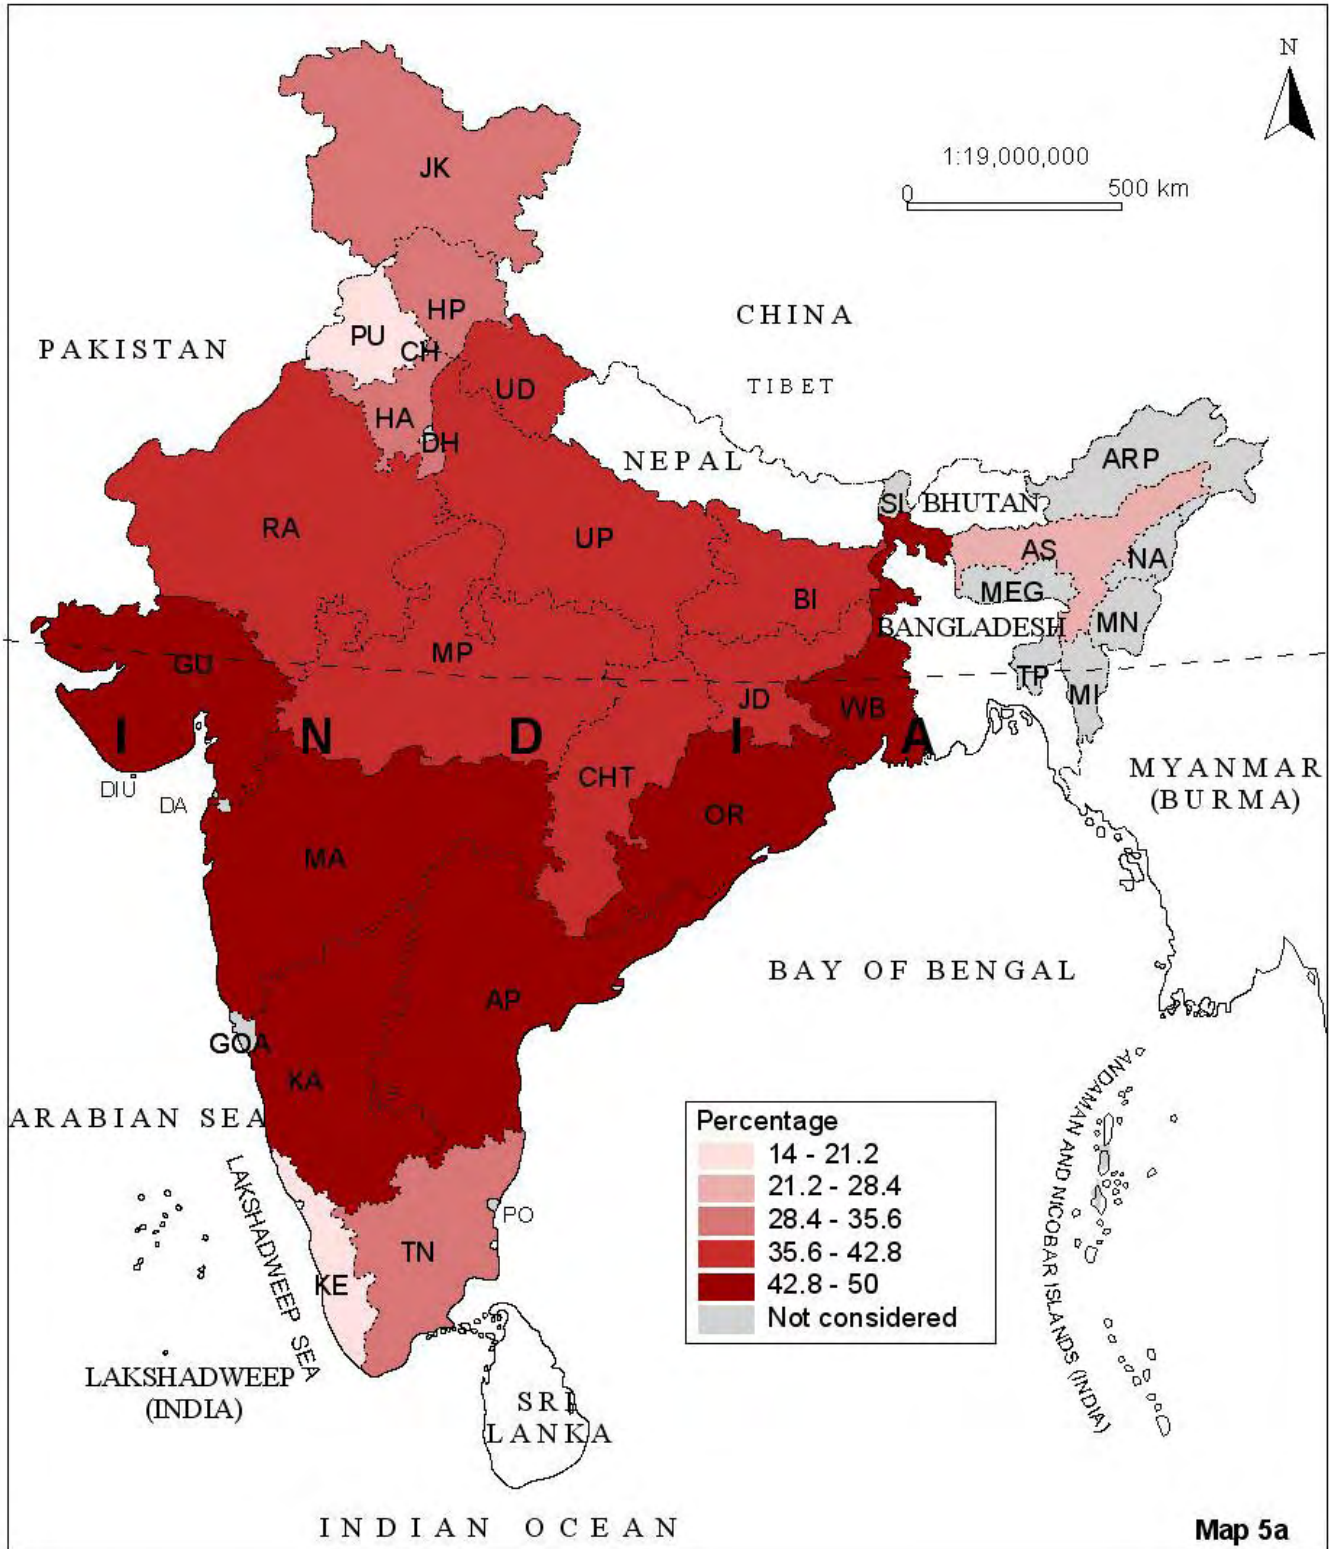 N
1:19,000,000
0
500 km
JK
HP
PU
CH
CHINA
PAKISTAN
TIBET
UD
HA
DH
NEPAL
ARP
SI
BHUTAN
RA
UP
AS
NA
MEG
BI
BANGLADESH
MN
MP
GU
TP
MI
JD
WB
I N D I A
CHT
DIU
DA
MYANMAR
(BURMA)
OR
MA
BAY OF BENGAL
AP
GOA
KA
ARABIAN SEA
ANDAMAN AND NICOBAR ISLANDS (INDIA)
LAKSHADWEEP SEA
Percentage
14 - 21.2
21.2 - 28.4
28.4 - 35.6
35.6 - 42.8
42.8 - 50
Not considered
PO
TN
KE
LAKSHADWEEP
(INDIA)
SRI
LANKA
INDIAN OCEAN
Map 5a